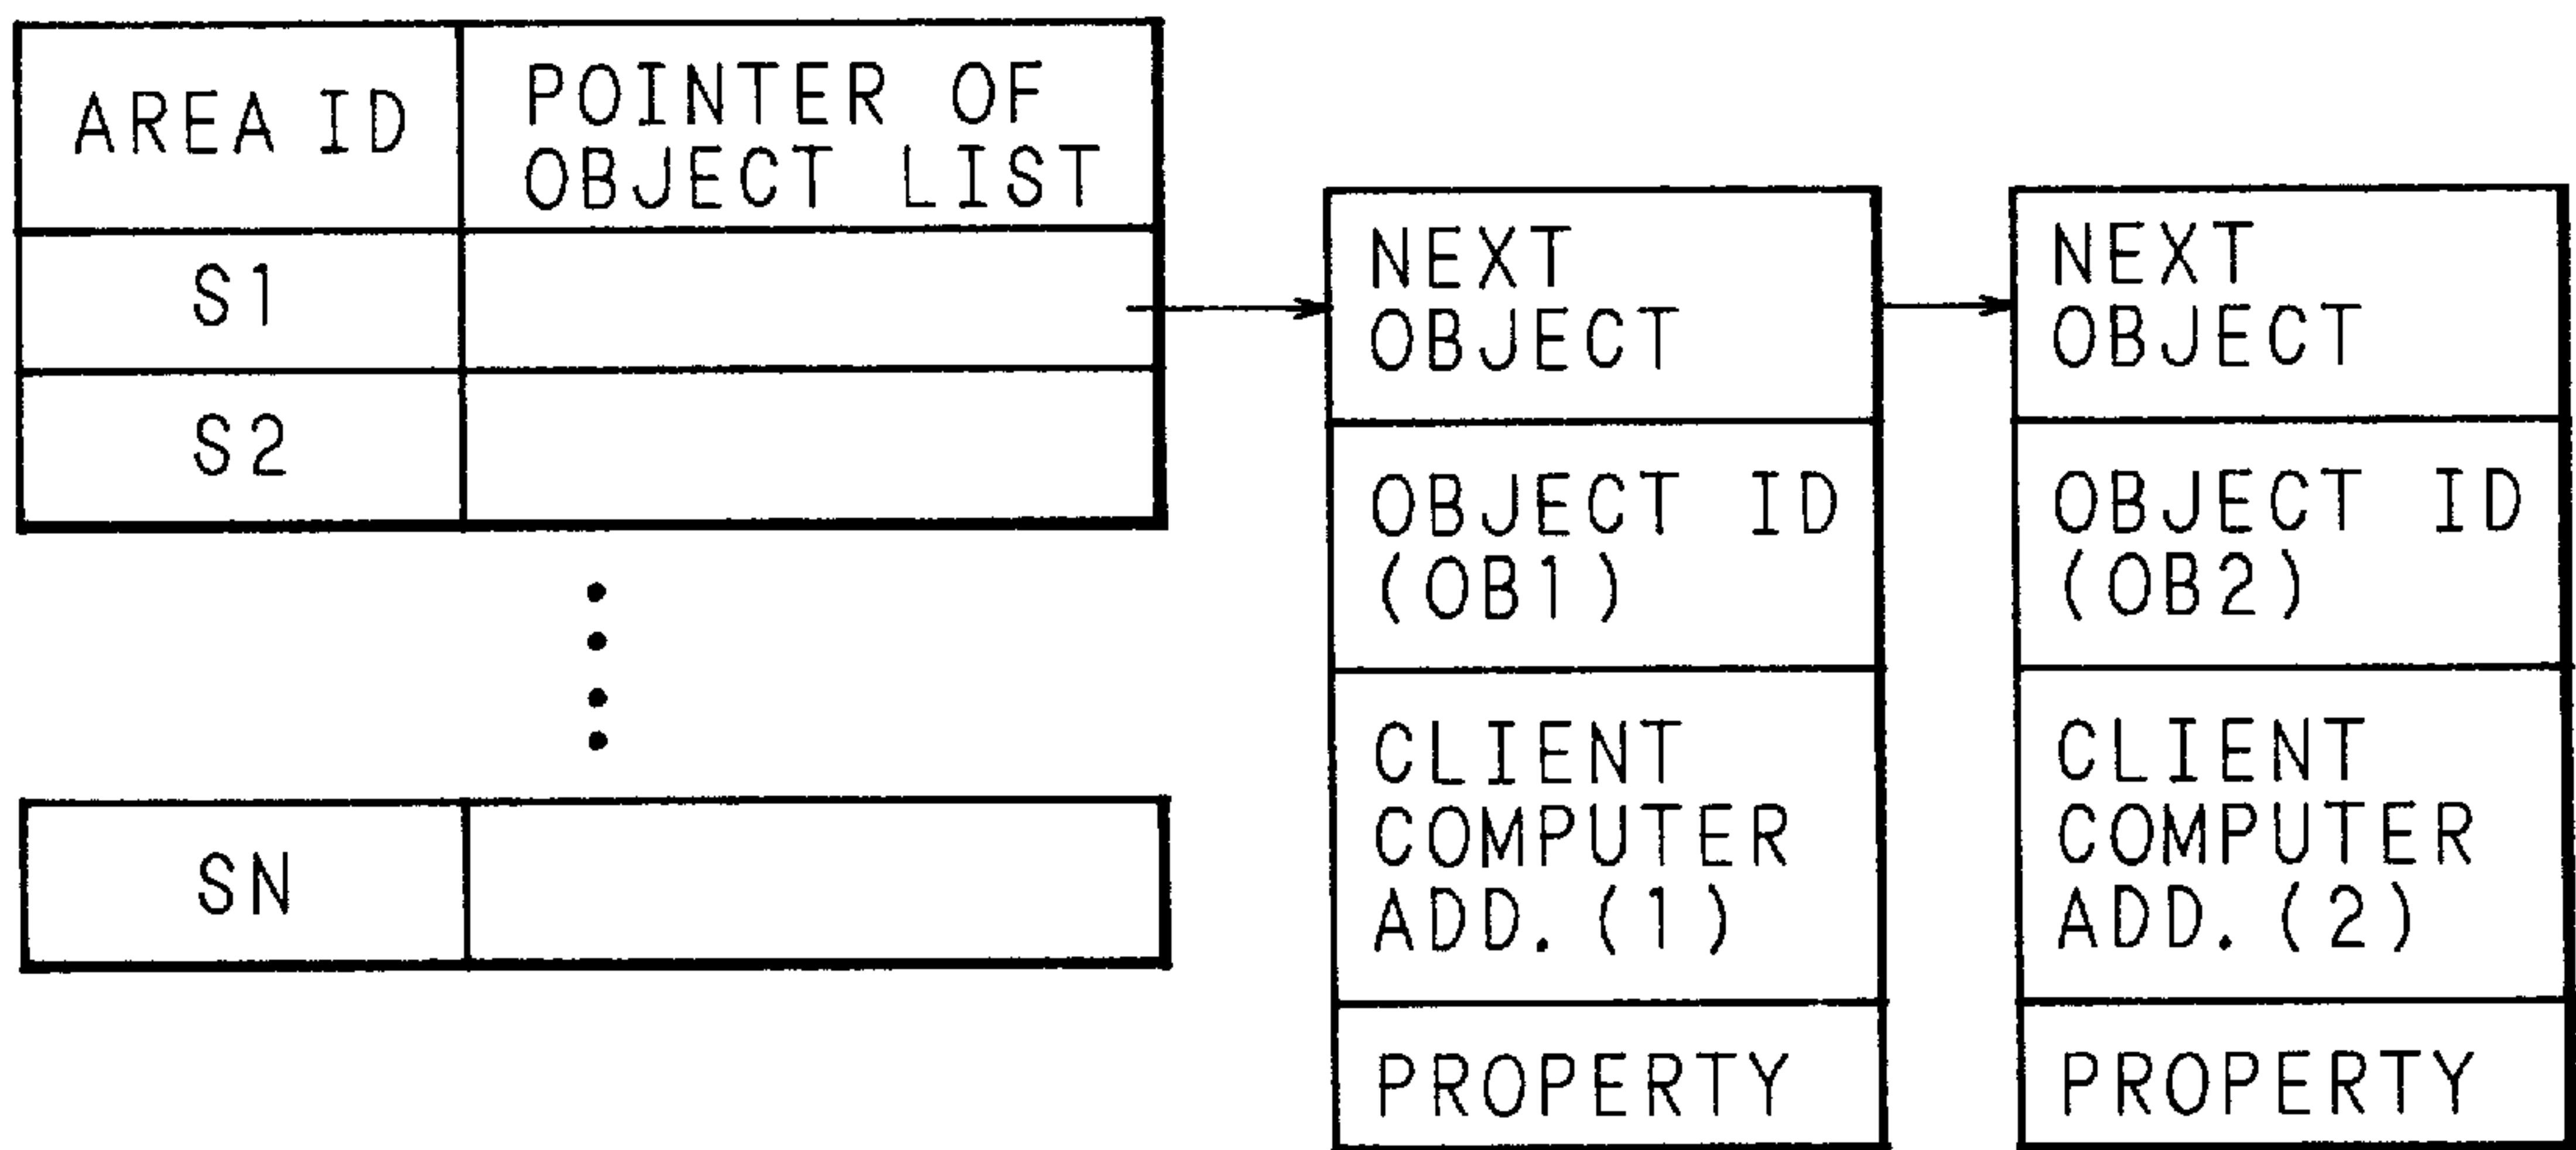 AREA ID
POINTER OF
OBJECT LIST
S1
S2
SN
NEXT
OBJECT
OBJECT ID
(OB1)
CLIENT
COMPUTER
ADD. (1)
PROPERTY
NEXT
OBJECT
OBJECT ID
(OB2)
CLIENT
COMPUTER
ADD. (2)
PROPERTY